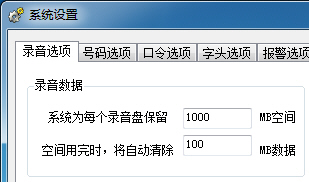 系统设置
录音选项 号码选项 口令选项 字头选项 报警选项
录音数据
系统为每个录音盘保留 1000 MB空间
空间用完时，将自动清除 100 MB数据